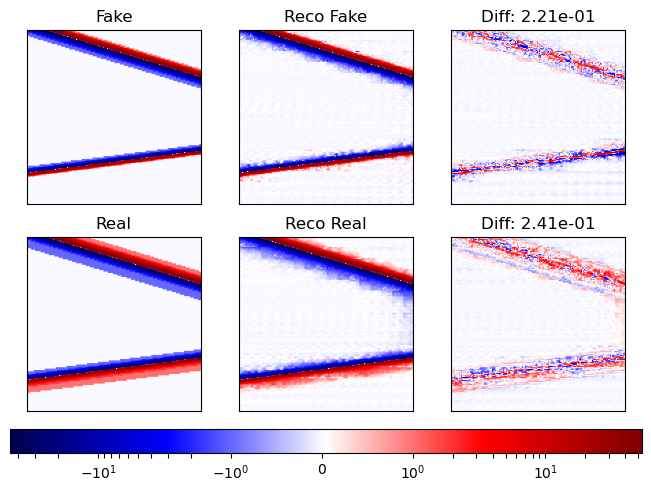 Fake Reco Fake Diff: 2.21e-01
Real Reco Real Diff: 2.41e-01
−10¹ −10⁰ 0 10⁰ 10¹